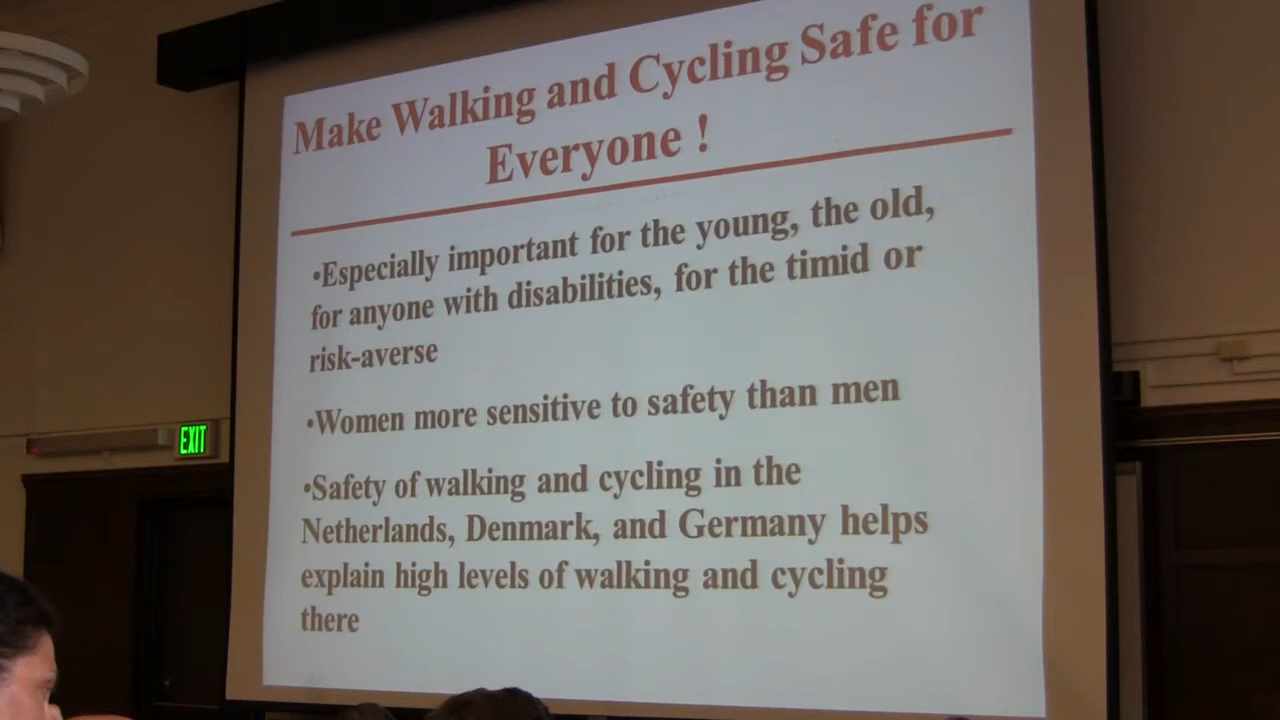 Make Walking and Cycling Safe for
Everyone !
•Especially important for the young, the old,
for anyone with disabilities, for the timid or
risk-averse
•Women more sensitive to safety than men
•Safety of walking and cycling in the
Netherlands, Denmark, and Germany helps
explain high levels of walking and cycling
there
EXIT